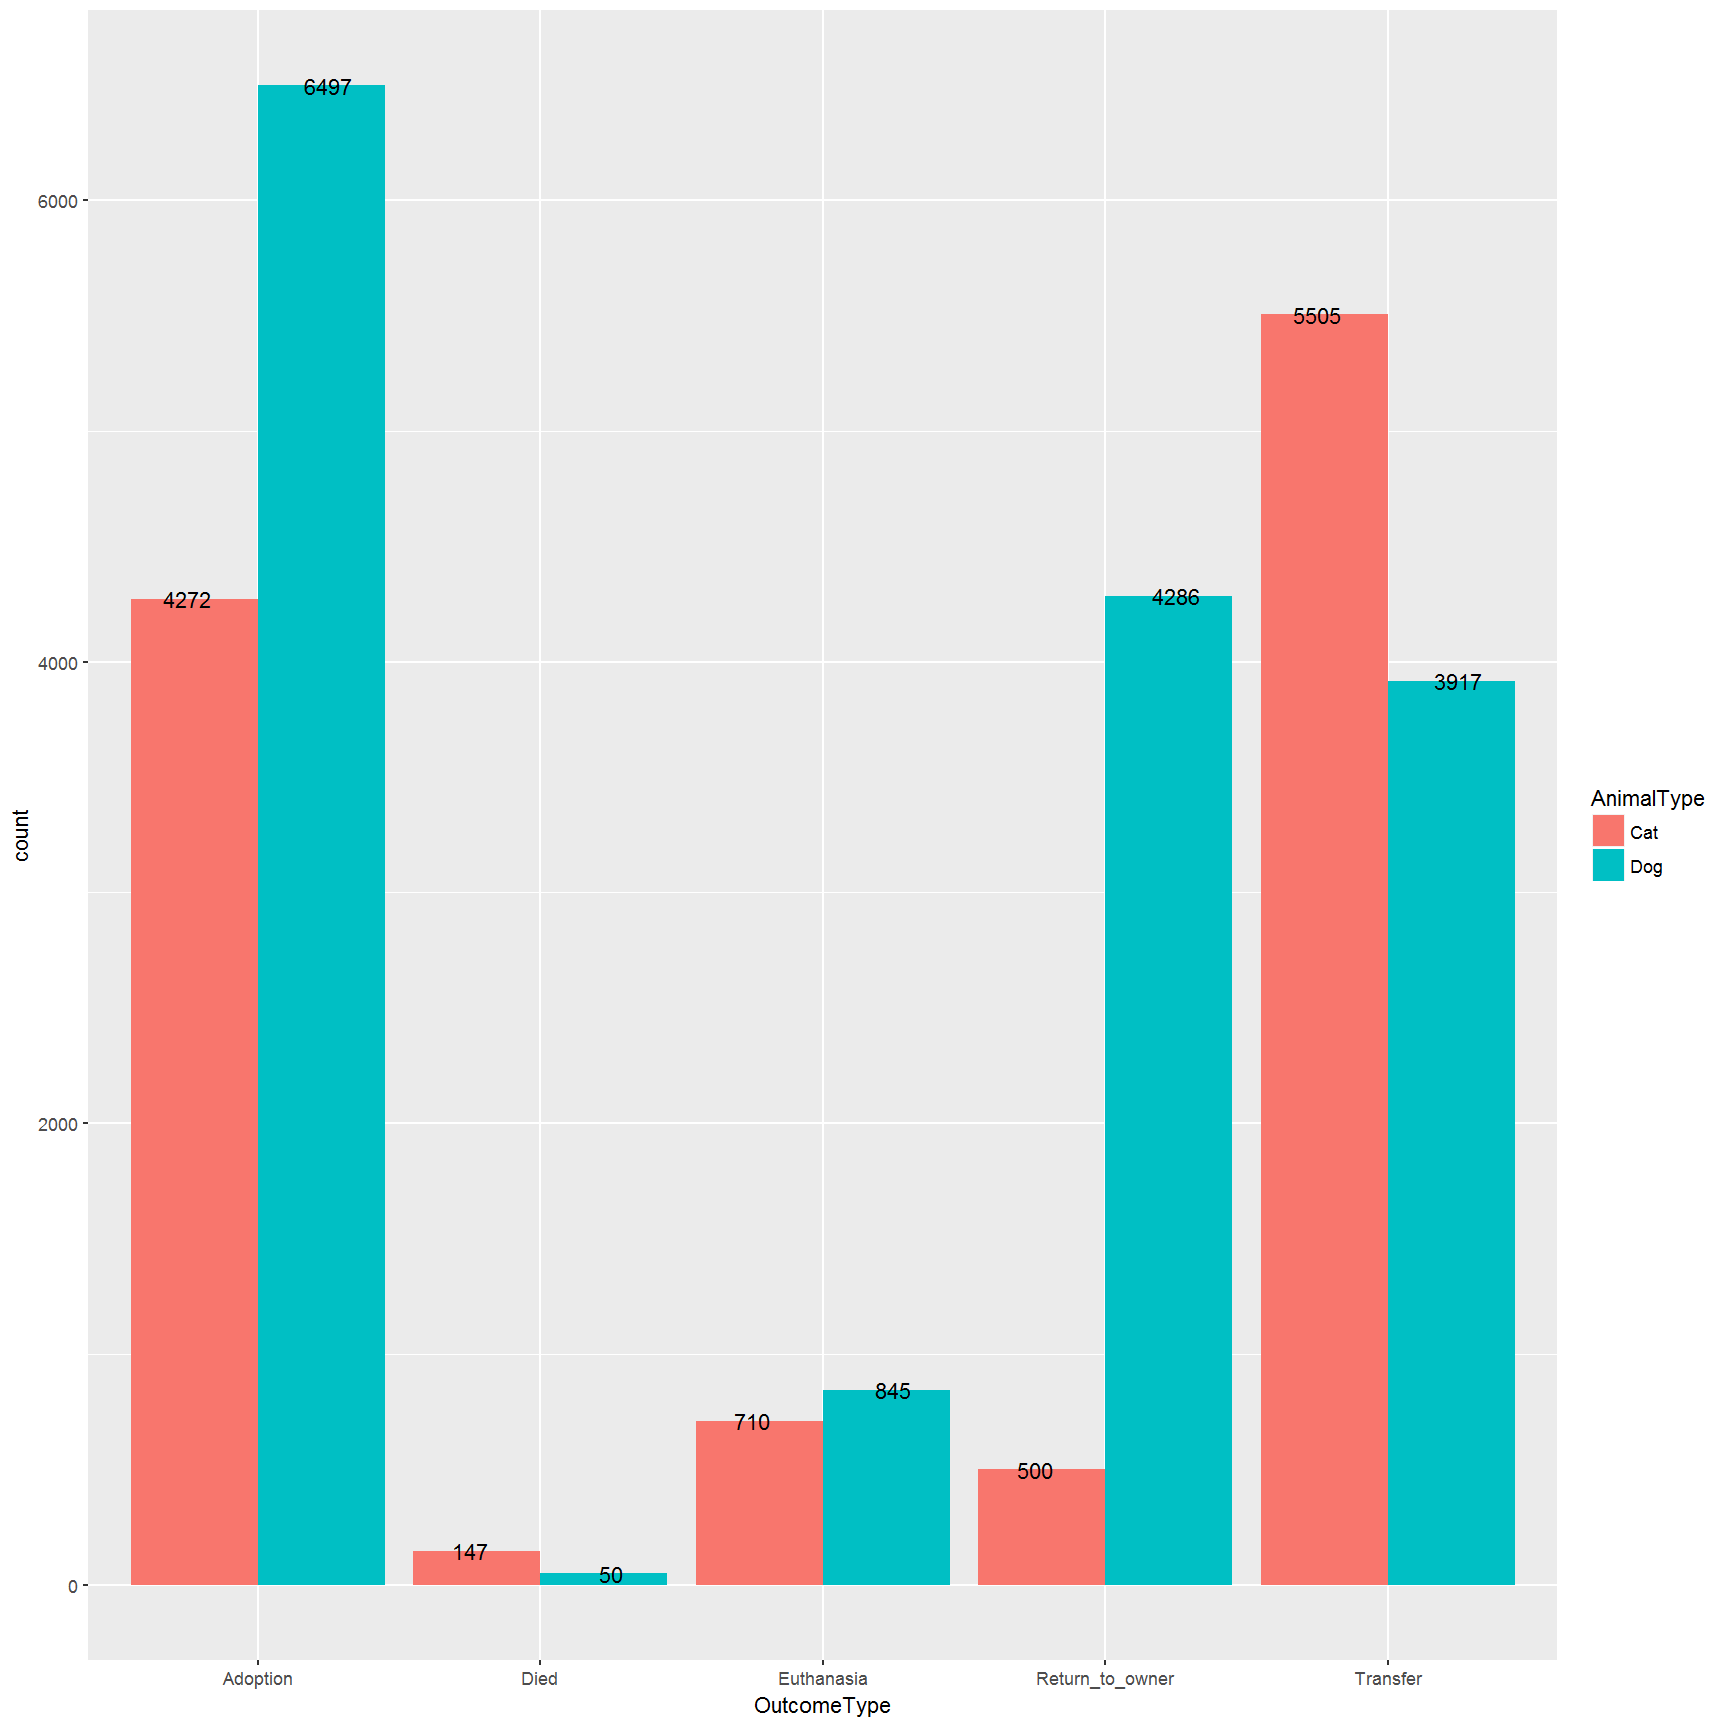 6497
6000
5505
4272
4286
4000
3917
AnimalType
Cat
Dog
count
2000
845
710
500
147
50
0
Adoption
Died
Euthanasia
Return_to_owner
Transfer
OutcomeType